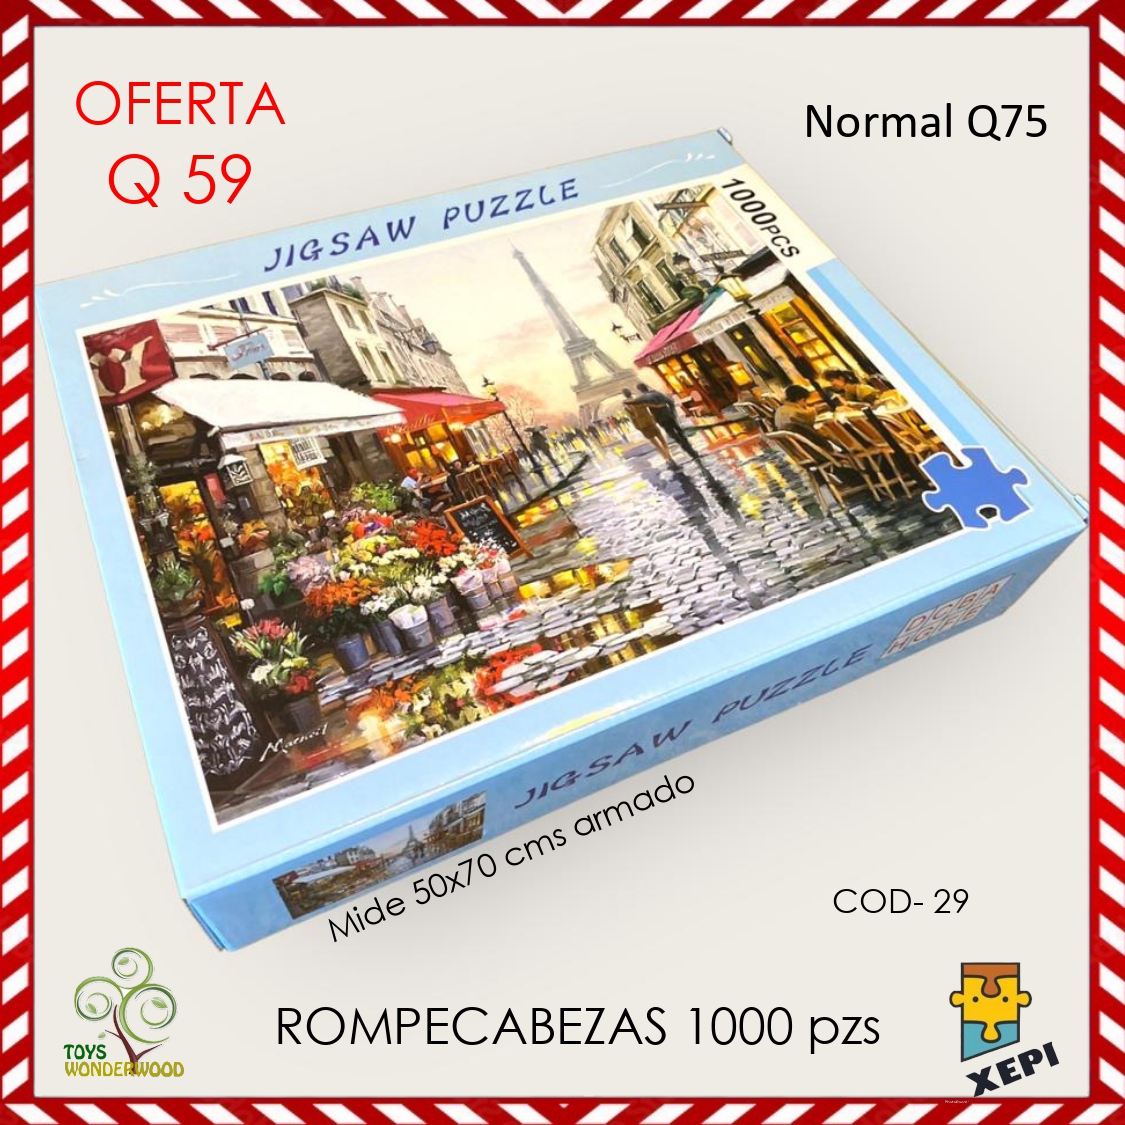 OFERTA
Q 59
Normal Q75
JIGSAW PUZZLE
1000PCS
JIGSAW PUZZLE
Mide 50x70 cms armado
COD- 29
ROMPECABEZAS 1000 pzs
TOYS
WONDERWOOD
XEPI